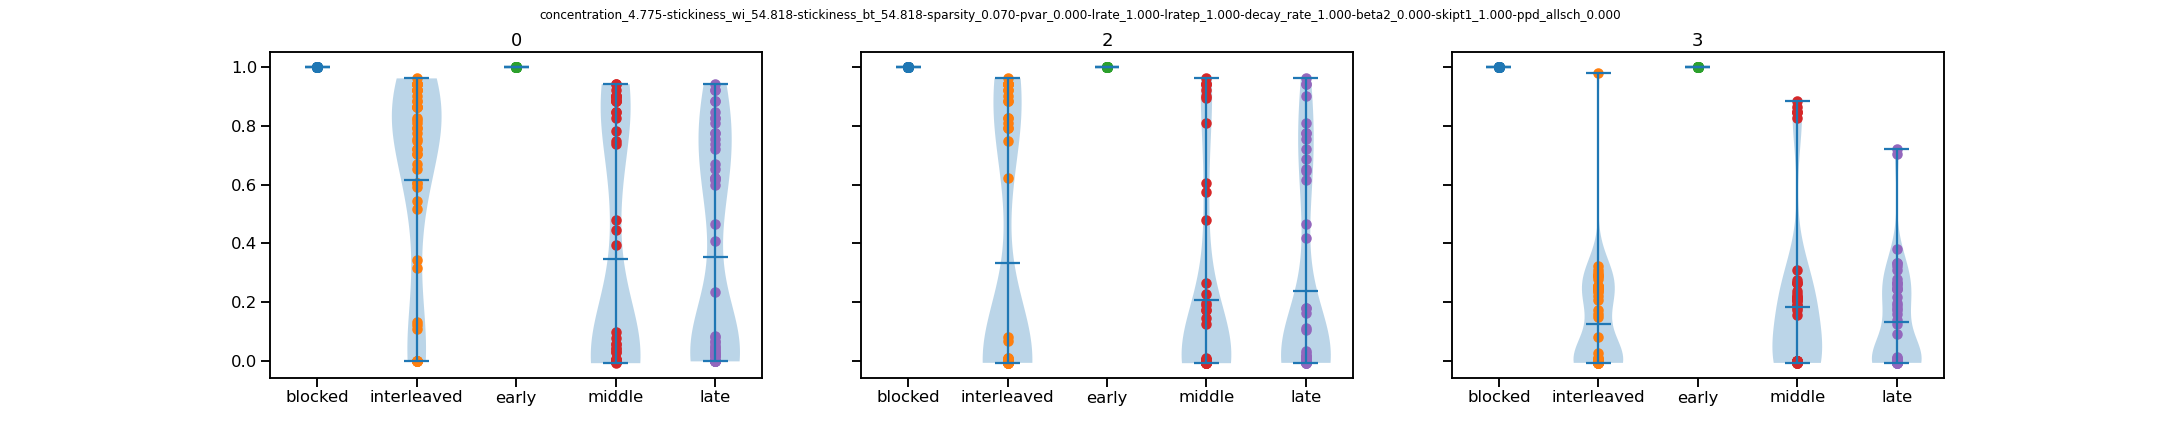 concentration_4.775-stickiness_wi_54.818-stickiness_bt_54.818-sparsity_0.070-pvar_0.000-lrate_1.000-lratep_1.000-decay_rate_1.000-beta2_0.000-skipt1_1.000-ppd_allsch_0.000
0 2 3
1.0
0.8
0.6
0.4
0.2
0.0
blocked interleaved early middle late blocked interleaved early middle late blocked interleaved early middle late